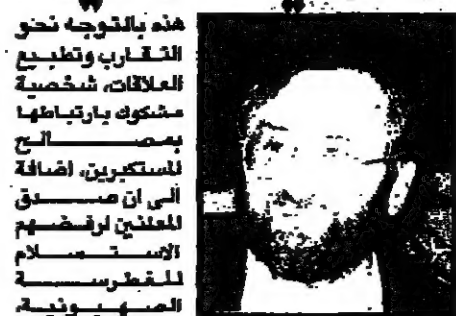 هذه بالتوجه نحو
التقارب وتطبيع
العلاقات، شخصية
مشكوك بارتباطها
بمصالح
المستكبرين، اضافة
الى ان صدق
المعلنين لرفضهم
الاستسلام
للغطرسة
الصهيونية،